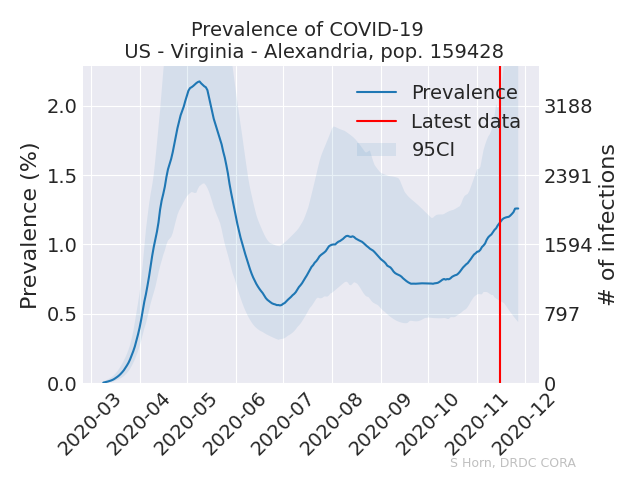 Prevalence of COVID-19
US - Virginia - Alexandria, pop. 159428
Prevalence (%)
2.0
1.5
1.0
0.5
0.0
Prevalence
Latest data
95CI
3188
2391
1594
797
0
# of infections
2020-03
2020-04
2020-05
2020-06
2020-07
2020-08
2020-09
2020-10
2020-11
2020-12
S Horn, DRDC CORA